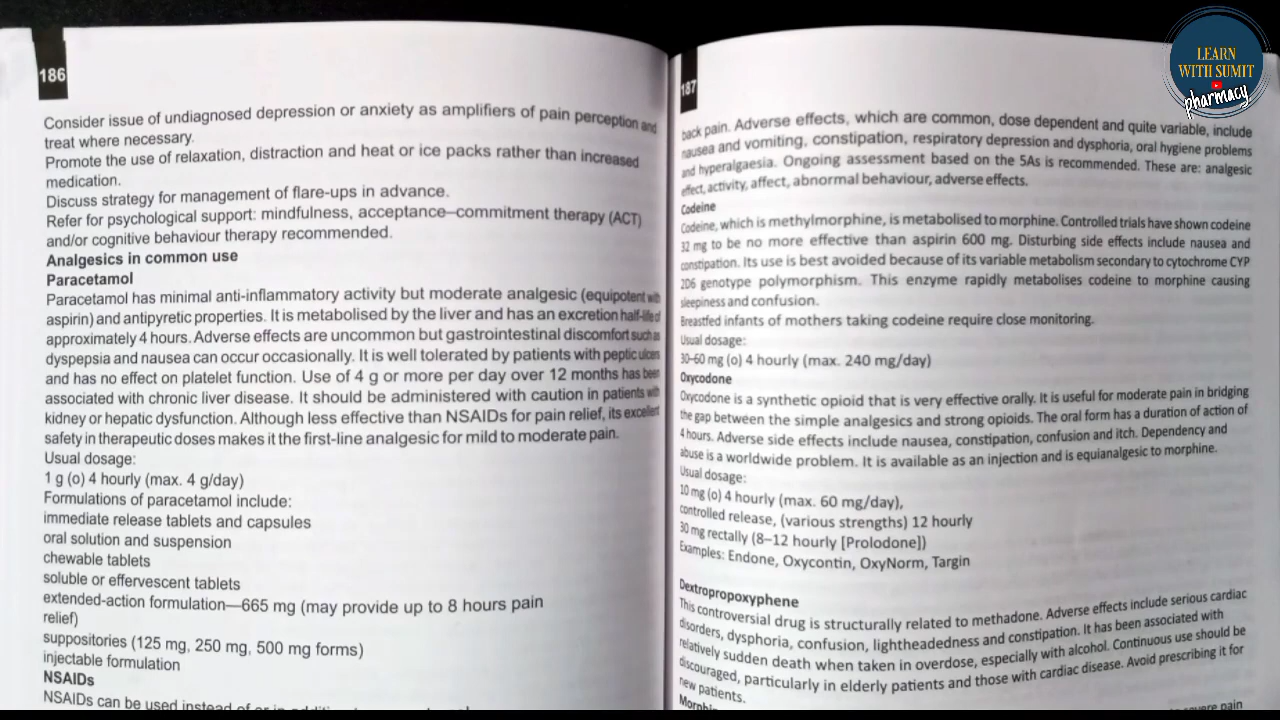 186
Consider issue of undiagnosed depression or anxiety as amplifiers of pain perception and
treat where necessary.
Promote the use of relaxation, distraction and heat or ice packs rather than increased
medication.
Discuss strategy for management of flare-ups in advance.
Refer for psychological support: mindfulness, acceptance–commitment therapy (ACT)
and/or cognitive behaviour therapy recommended.
Analgesics in common use
Paracetamol
Paracetamol has minimal anti-inflammatory activity but moderate analgesic (equipotent with
aspirin) and antipyretic properties. It is metabolised by the liver and has an excretion half-life of
approximately 4 hours. Adverse effects are uncommon but gastrointestinal discomfort such as
dyspepsia and nausea can occur occasionally. It is well tolerated by patients with peptic ulcers
and has no effect on platelet function. Use of 4 g or more per day over 12 months has been
associated with chronic liver disease. It should be administered with caution in patients with
kidney or hepatic dysfunction. Although less effective than NSAIDs for pain relief, its excellent
safety in therapeutic doses makes it the first-line analgesic for mild to moderate pain.
Usual dosage:
1 g (o) 4 hourly (max. 4 g/day)
Formulations of paracetamol include:
immediate release tablets and capsules
oral solution and suspension
chewable tablets
soluble or effervescent tablets
extended-action formulation—665 mg (may provide up to 8 hours pain
relief)
suppositories (125 mg, 250 mg, 500 mg forms)
injectable formulation
NSAIDs
NSAIDs can be used instead of or in
187
back pain. Adverse effects, which are common, dose dependent and quite variable, include
nausea and vomiting, constipation, respiratory depression and dysphoria, oral hygiene problems
and hyperalgaesia. Ongoing assessment based on the 5As is recommended. These are: analgesic
effect, activity, affect, abnormal behaviour, adverse effects.
Codeine
Codeine, which is methylmorphine, is metabolised to morphine. Controlled trials have shown codeine
32 mg to be no more effective than aspirin 600 mg. Disturbing side effects include nausea and
constipation. Its use is best avoided because of its variable metabolism secondary to cytochrome CYP
2D6 genotype polymorphism. This enzyme rapidly metabolises codeine to morphine causing
sleepiness and confusion.
Breastfed infants of mothers taking codeine require close monitoring.
Usual dosage:
30–60 mg (o) 4 hourly (max. 240 mg/day)
Oxycodone
Oxycodone is a synthetic opioid that is very effective orally. It is useful for moderate pain in bridging
the gap between the simple analgesics and strong opioids. The oral form has a duration of action of
4 hours. Adverse side effects include nausea, constipation, confusion and itch. Dependency and
abuse is a worldwide problem. It is available as an injection and is equianalgesic to morphine.
Usual dosage:
10 mg (o) 4 hourly (max. 60 mg/day),
controlled release, (various strengths) 12 hourly
30 mg rectally (8–12 hourly [Prolodone])
Examples: Endone, Oxycontin, OxyNorm, Targin
Dextropropoxyphene
This controversial drug is structurally related to methadone. Adverse effects include serious cardiac
disorders, dysphoria, confusion, lightheadedness and constipation. It has been associated with
relatively sudden death when taken in overdose, especially with alcohol. Continuous use should be
discouraged, particularly in elderly patients and those with cardiac disease. Avoid prescribing it for
new patients.
pain
LEARN
WITH SUMIT
pharmacy